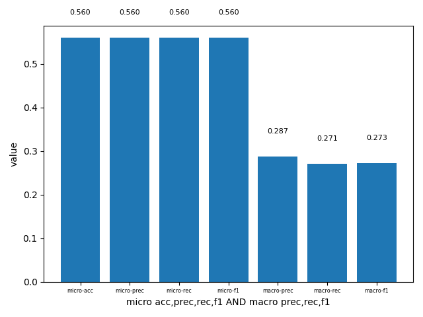 0.560 0.560 0.560 0.560
0.287 0.271 0.273
value
0.5
0.4
0.3
0.2
0.1
0.0
micro-acc micro-prec micro-rec micro-f1 macro-prec macro-rec macro-f1
micro acc,prec,rec,f1 AND macro prec,rec,f1